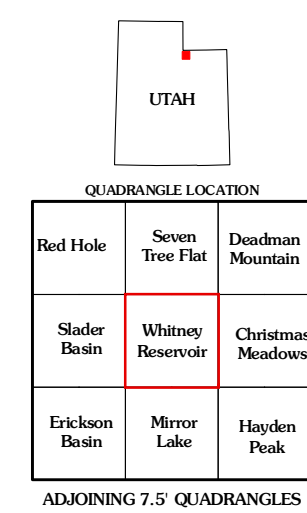 UTAH
QUADRANGLE LOCATION
Red Hole
Seven
Tree Flat
Deadman
Mountain
Slader
Basin
Whitney
Reservoir
Christmas
Meadows
Erickson
Basin
Mirror
Lake
Hayden
Peak
ADJOINING 7.5' QUADRANGLES